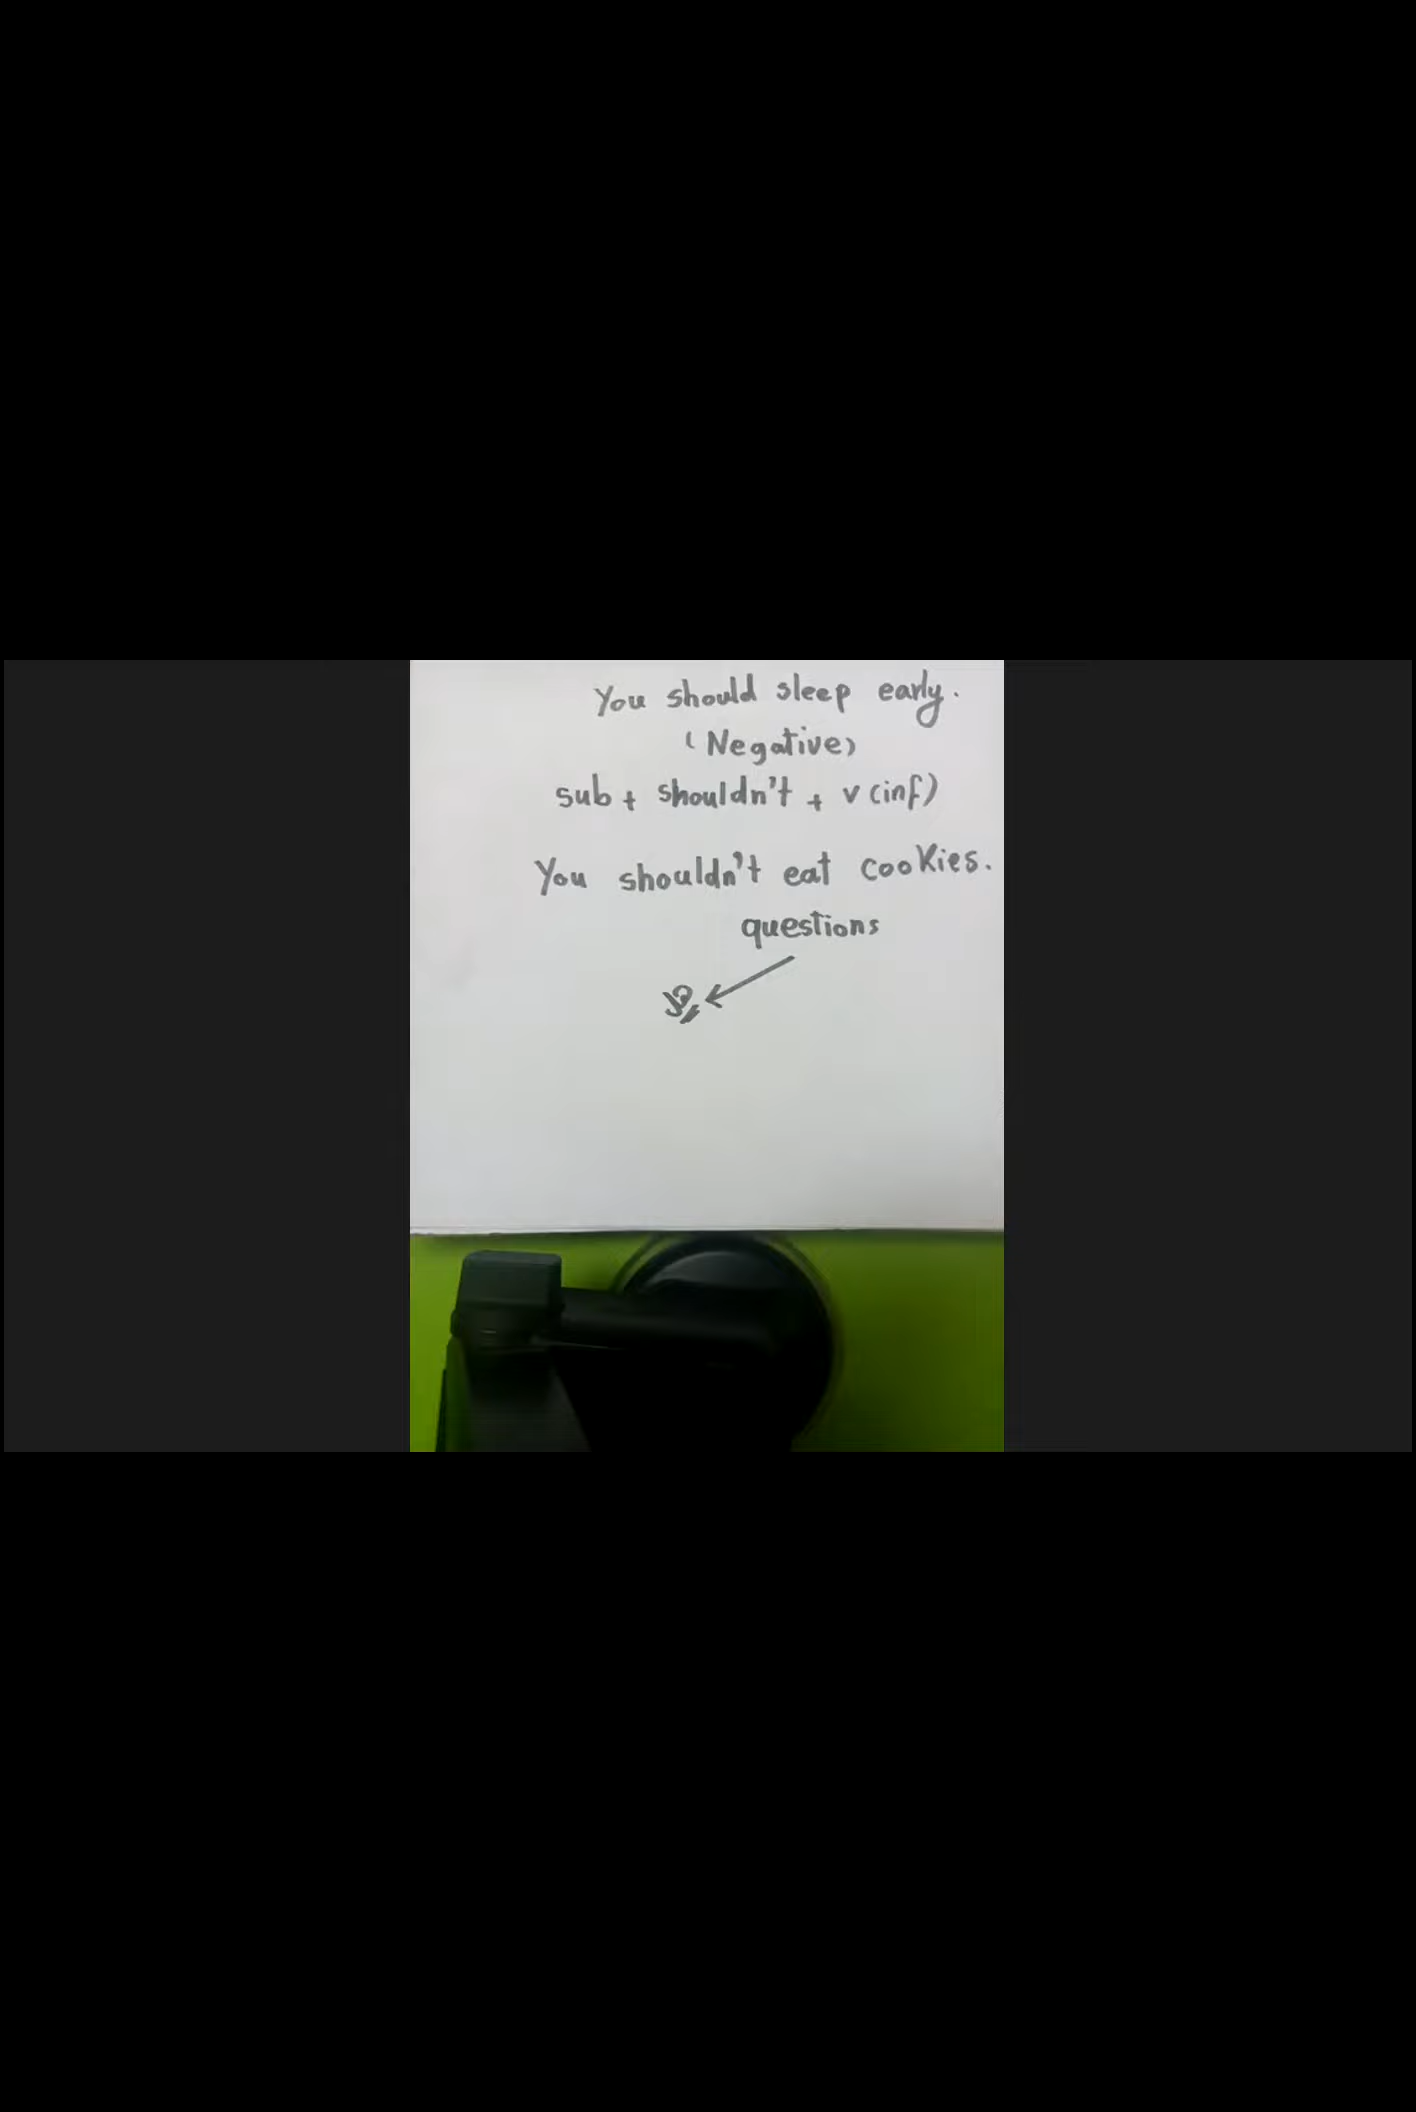 You should sleep early.
(Negative)
sub + shouldn't + v (inf)
You shouldn't eat cookies.
questions